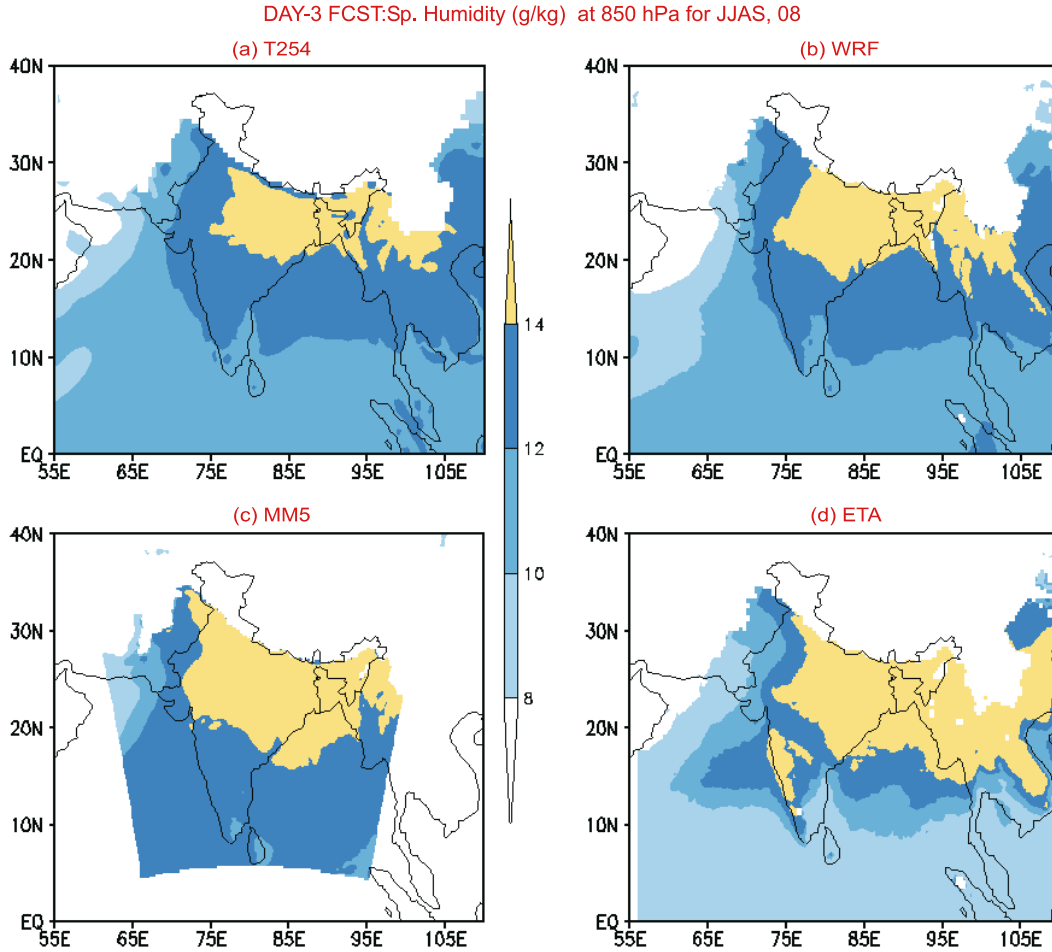 DAY-3 FCST:Sp. Humidity (g/kg) at 850 hPa for JJAS, 08
(a) T254
(b) WRF
40N
30N
20N
10N
EQ
55E 65E 75E 85E 95E 105E
40N
30N
20N
10N
EQ
55E 65E 75E 85E 95E 105E
14
12
10
8
(c) MM5
(d) ETA
40N
30N
20N
10N
EQ
55E 65E 75E 85E 95E 105E
40N
30N
20N
10N
EQ
55E 65E 75E 85E 95E 105E